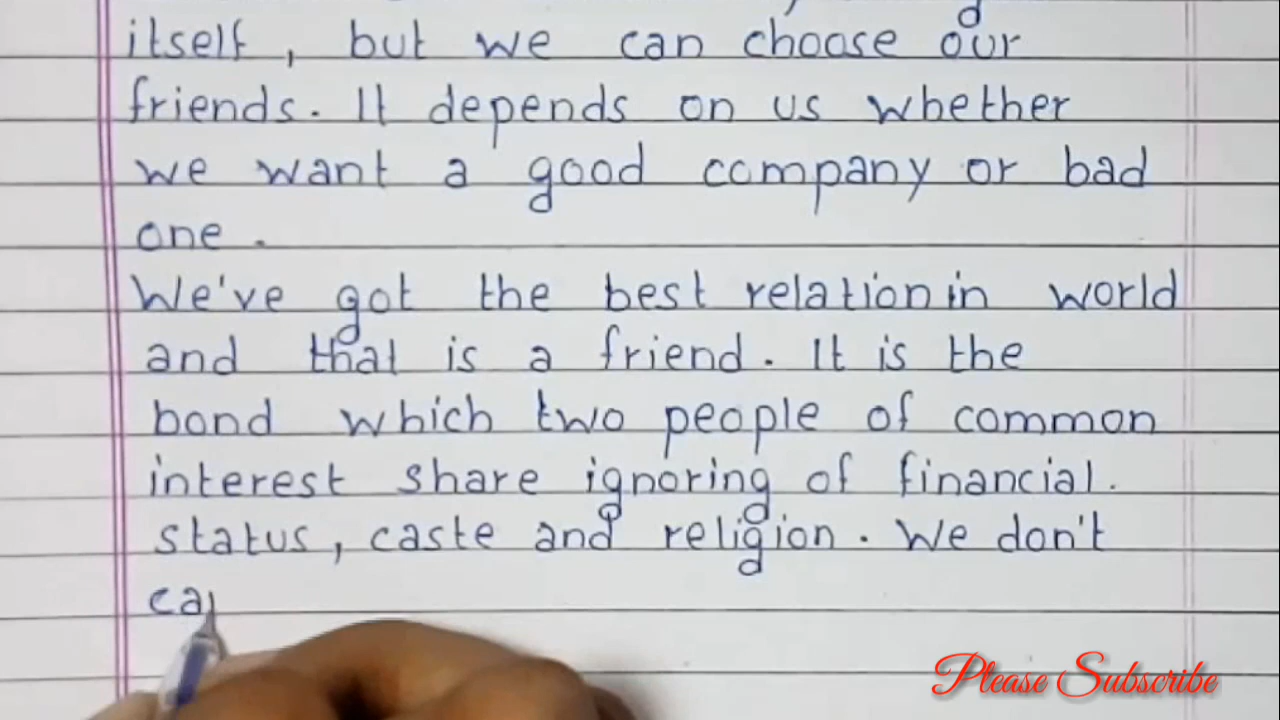 itself, but we can choose our
friends. It depends on us whether
we want a good company or bad
one.
We've got the best relation in world
and that is a friend. It is the
bond which two people of common
interest share ignoring of financial.
status, caste and religion. We don't
ca
Please Subscribe